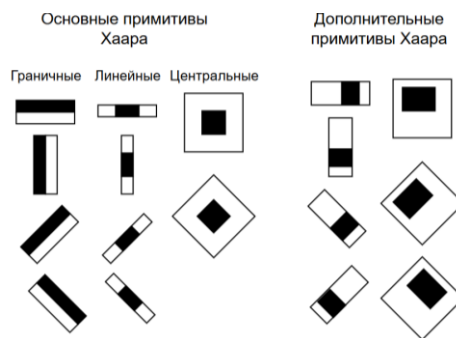 Основные примитивы
Хаара
Граничные Линейные Центральные
Дополнительные
примитивы Хаара